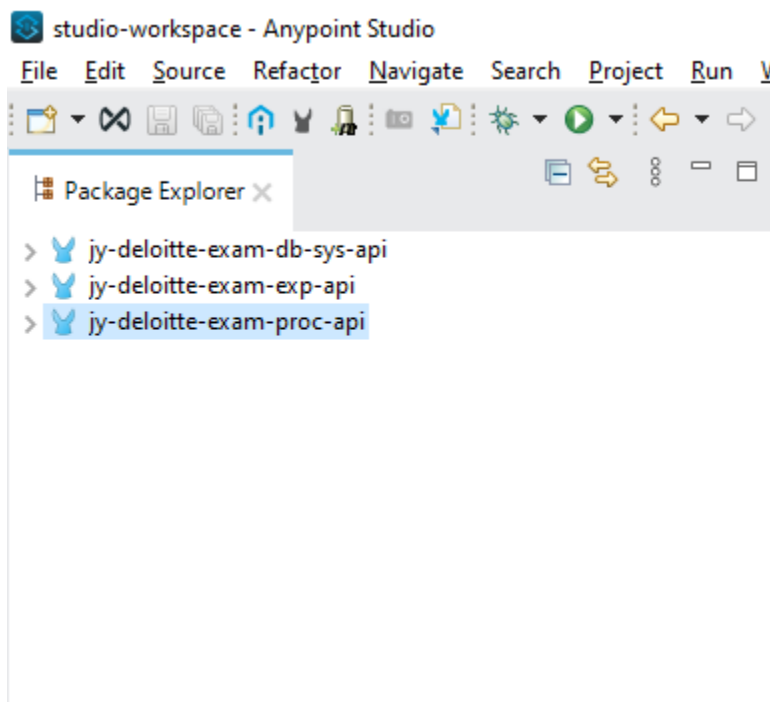 studio-workspace - Anypoint Studio
File Edit Source Refactor Navigate Search Project Run
Package Explorer
jy-deloitte-exam-db-sys-api
jy-deloitte-exam-exp-api
jy-deloitte-exam-proc-api